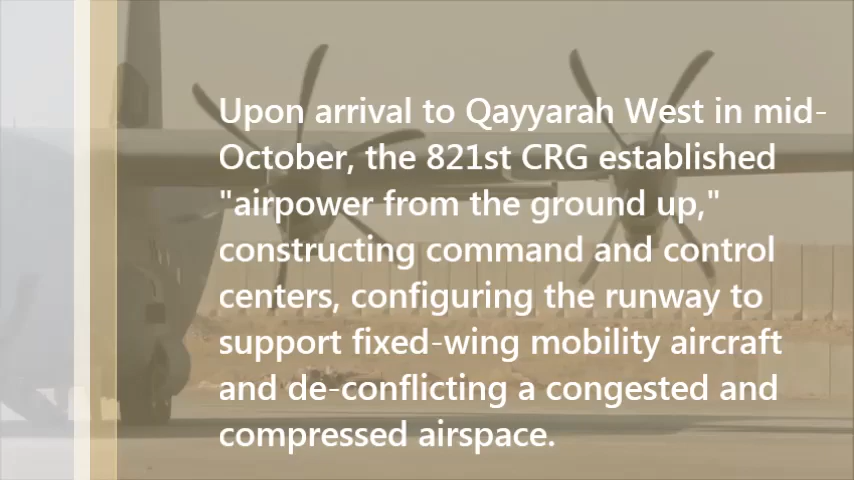 Upon arrival to Qayyarah West in mid-
October, the 821st CRG established
"airpower from the ground up,"
constructing command and control
centers, configuring the runway to
support fixed-wing mobility aircraft
and de-conflicting a congested and
compressed airspace.